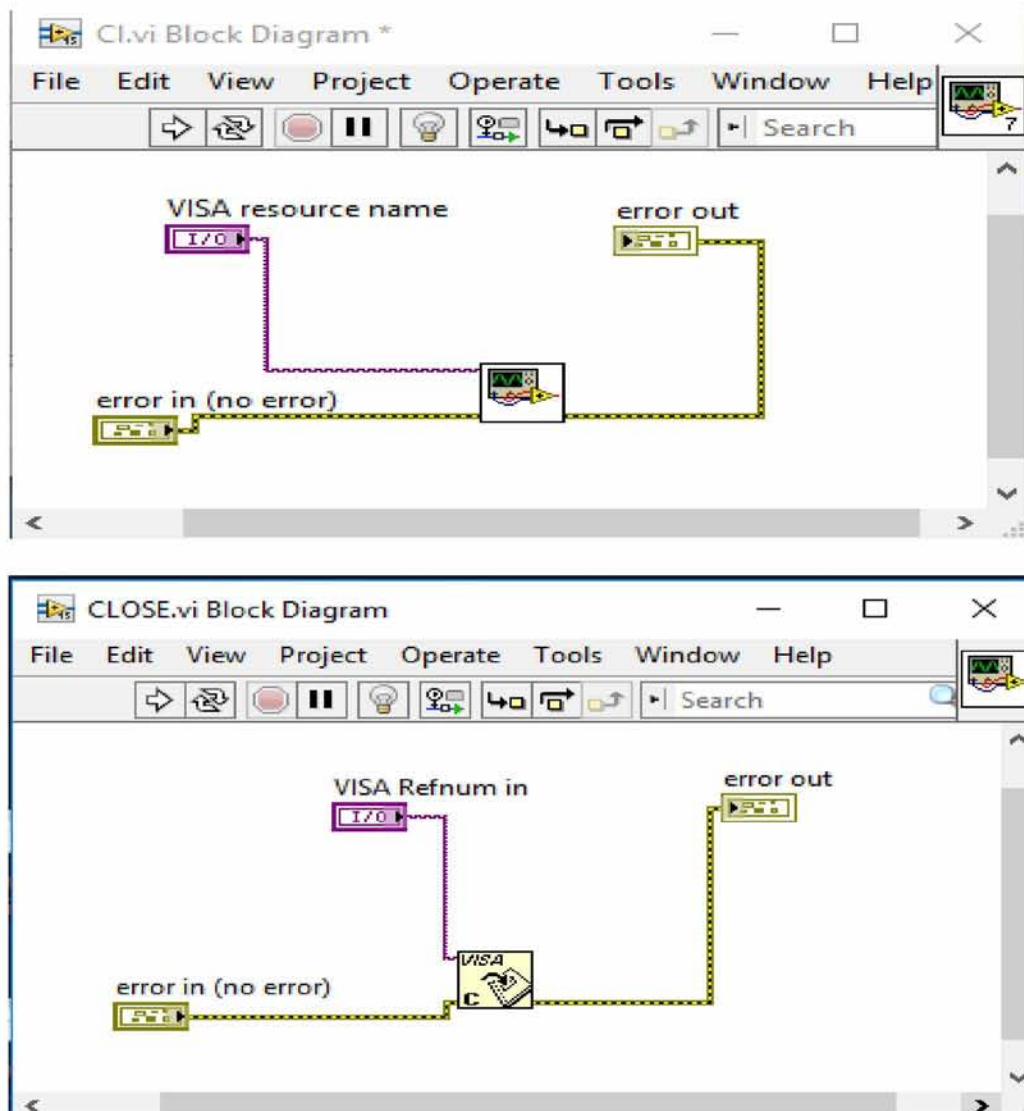 CI.vi Block Diagram *
File Edit View Project Operate Tools Window Help
Search
7
VISA resource name
error out
I/O
error in (no error)
CLOSE.vi Block Diagram
File Edit View Project Operate Tools Window Help
Search
VISA Refnum in
error out
I/O
VISA
C
error in (no error)